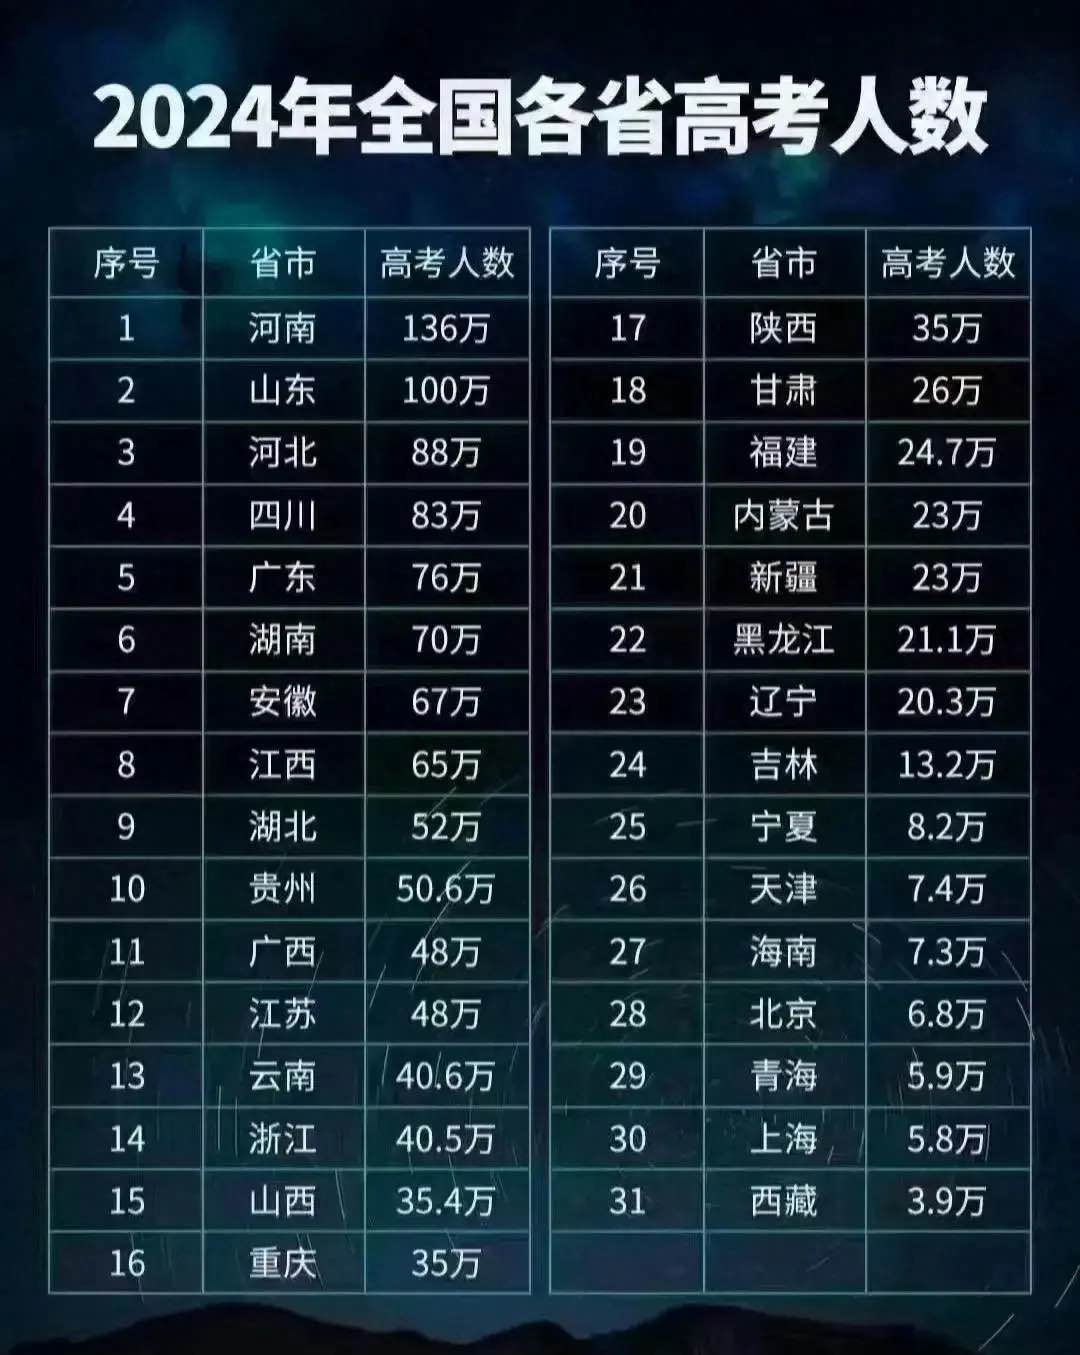 2024年全国各省高考人数
序号 省市 高考人数
1 河南 136万
2 山东 100万
3 河北 88万
4 四川 83万
5 广东 76万
6 湖南 70万
7 安徽 67万
8 江西 65万
9 湖北 52万
10 贵州 50.6万
11 广西 48万
12 江苏 48万
13 云南 40.6万
14 浙江 40.5万
15 山西 35.4万
16 重庆 35万
序号 省市 高考人数
17 陕西 35万
18 甘肃 26万
19 福建 24.7万
20 内蒙古 23万
21 新疆 23万
22 黑龙江 21.1万
23 辽宁 20.3万
24 吉林 13.2万
25 宁夏 8.2万
26 天津 7.4万
27 海南 7.3万
28 北京 6.8万
29 青海 5.9万
30 上海 5.8万
31 西藏 3.9万